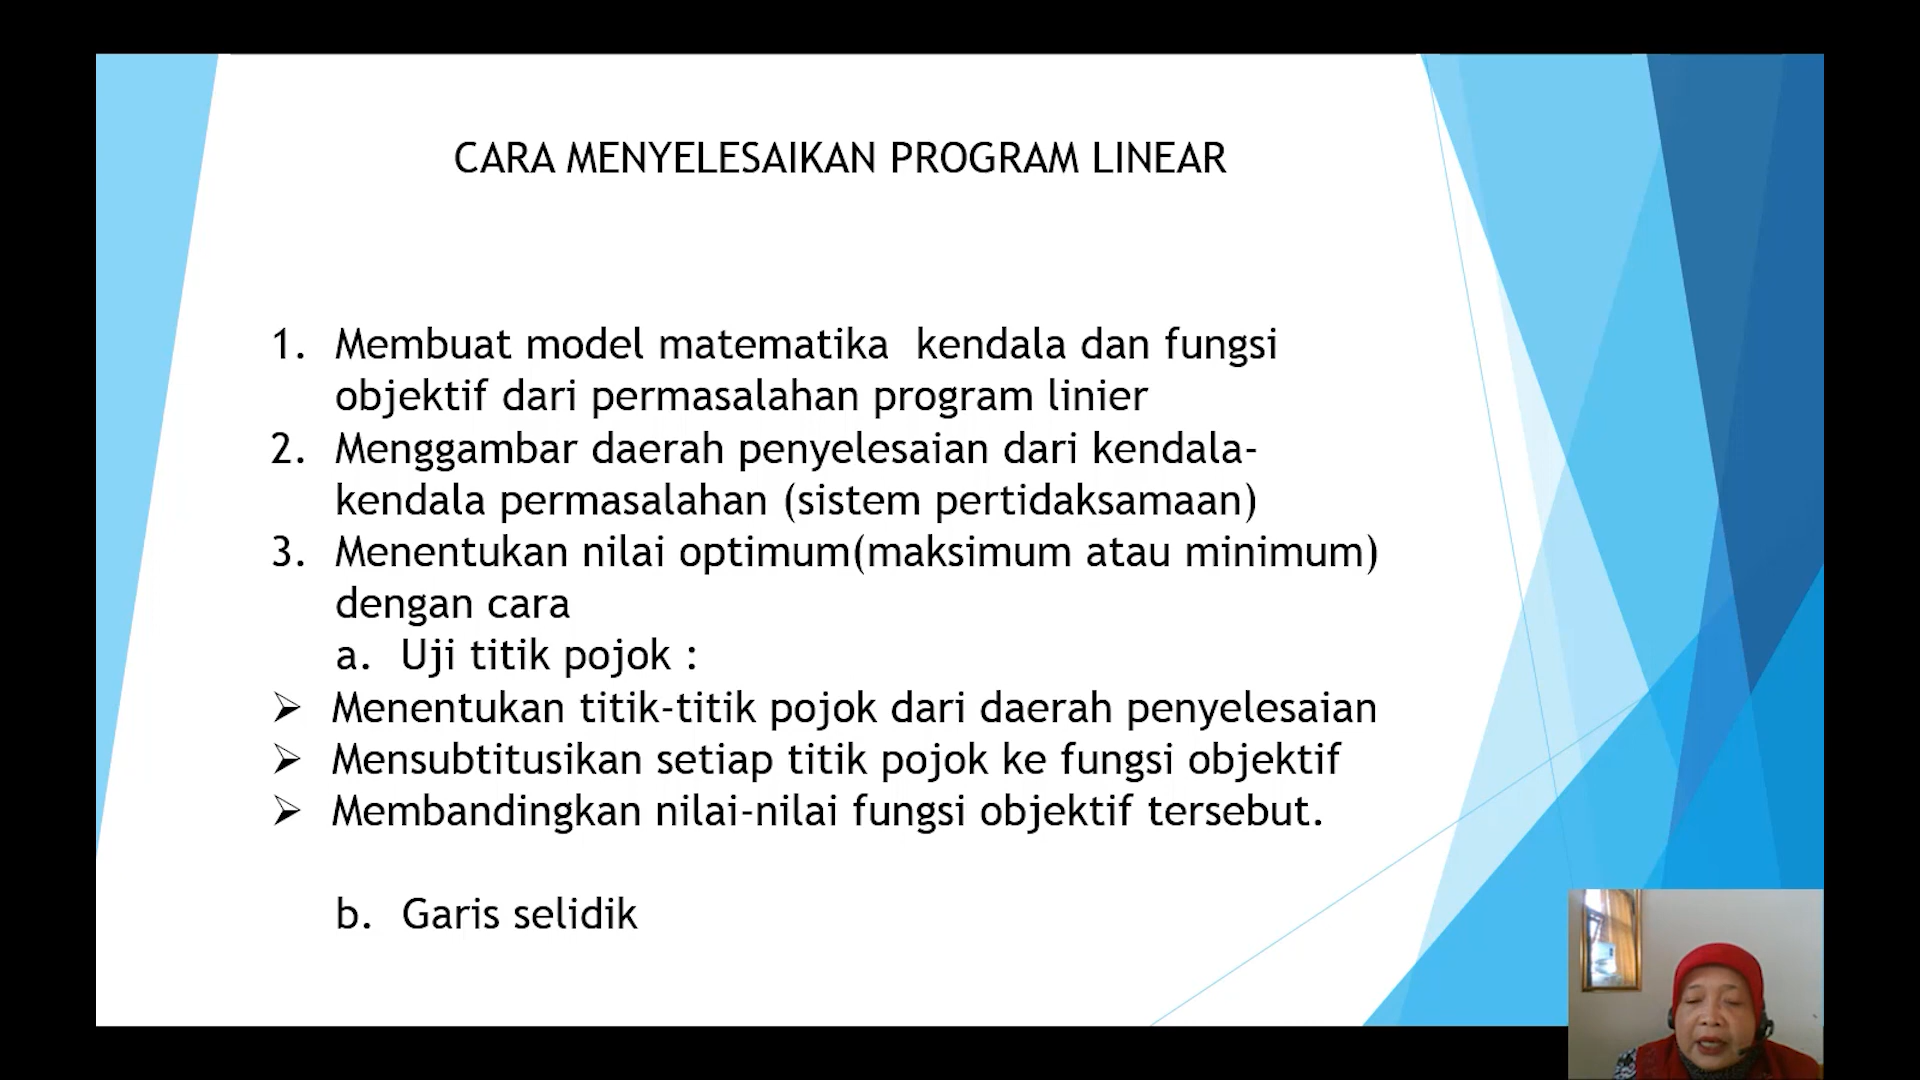 CARA MENYELESAIKAN PROGRAM LINEAR
1. Membuat model matematika kendala dan fungsi
objektif dari permasalahan program linier
2. Menggambar daerah penyelesaian dari kendala-
kendala permasalahan (sistem pertidaksamaan)
3. Menentukan nilai optimum(maksimum atau minimum)
dengan cara
a. Uji titik pojok :
➢ Menentukan titik-titik pojok dari daerah penyelesaian
➢ Mensubtitusikan setiap titik pojok ke fungsi objektif
➢ Membandingkan nilai-nilai fungsi objektif tersebut.
b. Garis selidik